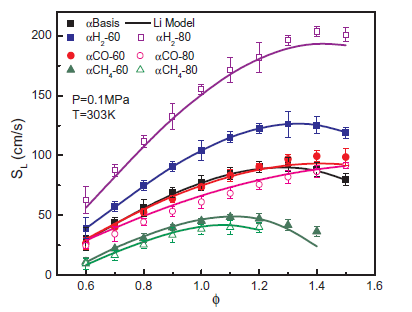 αBasis Li Model
αH2-60 αH2-80
αCO-60 αCO-80
αCH4-60 αCH4-80
P=0.1MPa
T=303K
SL (cm/s)
200
150
100
50
0
0.6 0.8 1.0 1.2 1.4 1.6
ϕ